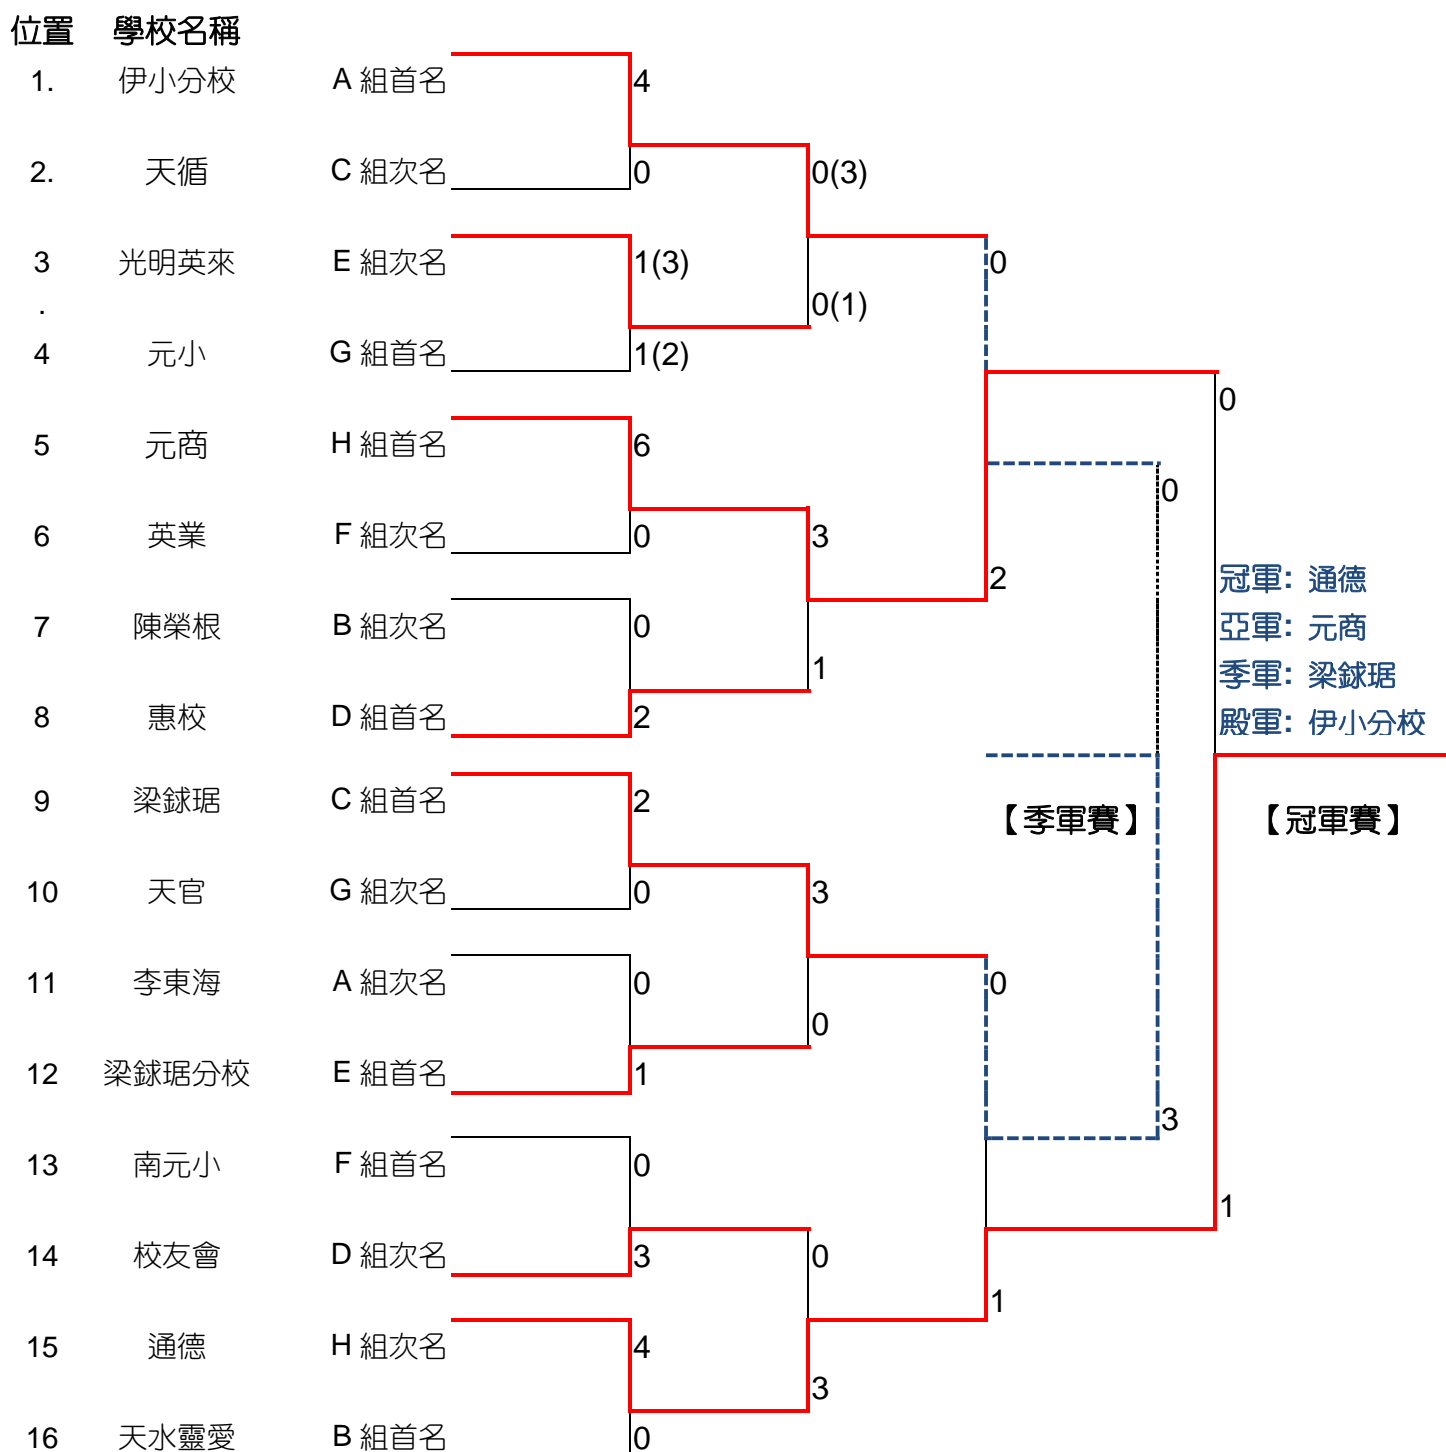 位置 學校名稱
1. 伊小分校 A 組首名 4
2. 天循 C 組次名 0 0(3)
3 光明英來 E 組次名 1(3) 0
. 0(1)
4 元小 G 組首名 1(2)
0
5 元商 H 組首名 6
0
6 英業 F 組次名 0 3
2 冠軍: 通德
7 陳榮根 B 組次名 0 亞軍: 元商
1 季軍: 梁銶琚
8 惠校 D 組首名 2 殿軍: 伊小分校
9 梁銶琚 C 組首名 2
【季軍賽】 【冠軍賽】
10 天官 G 組次名 0 3
11 李東海 A 組次名 0 0
0
12 梁銶琚分校 E 組首名 1
3
13 南元小 F 組首名 0
1
14 校友會 D 組次名 3 0
1
15 通德 H 組次名 4
3
16 天水靈愛 B 組首名 0